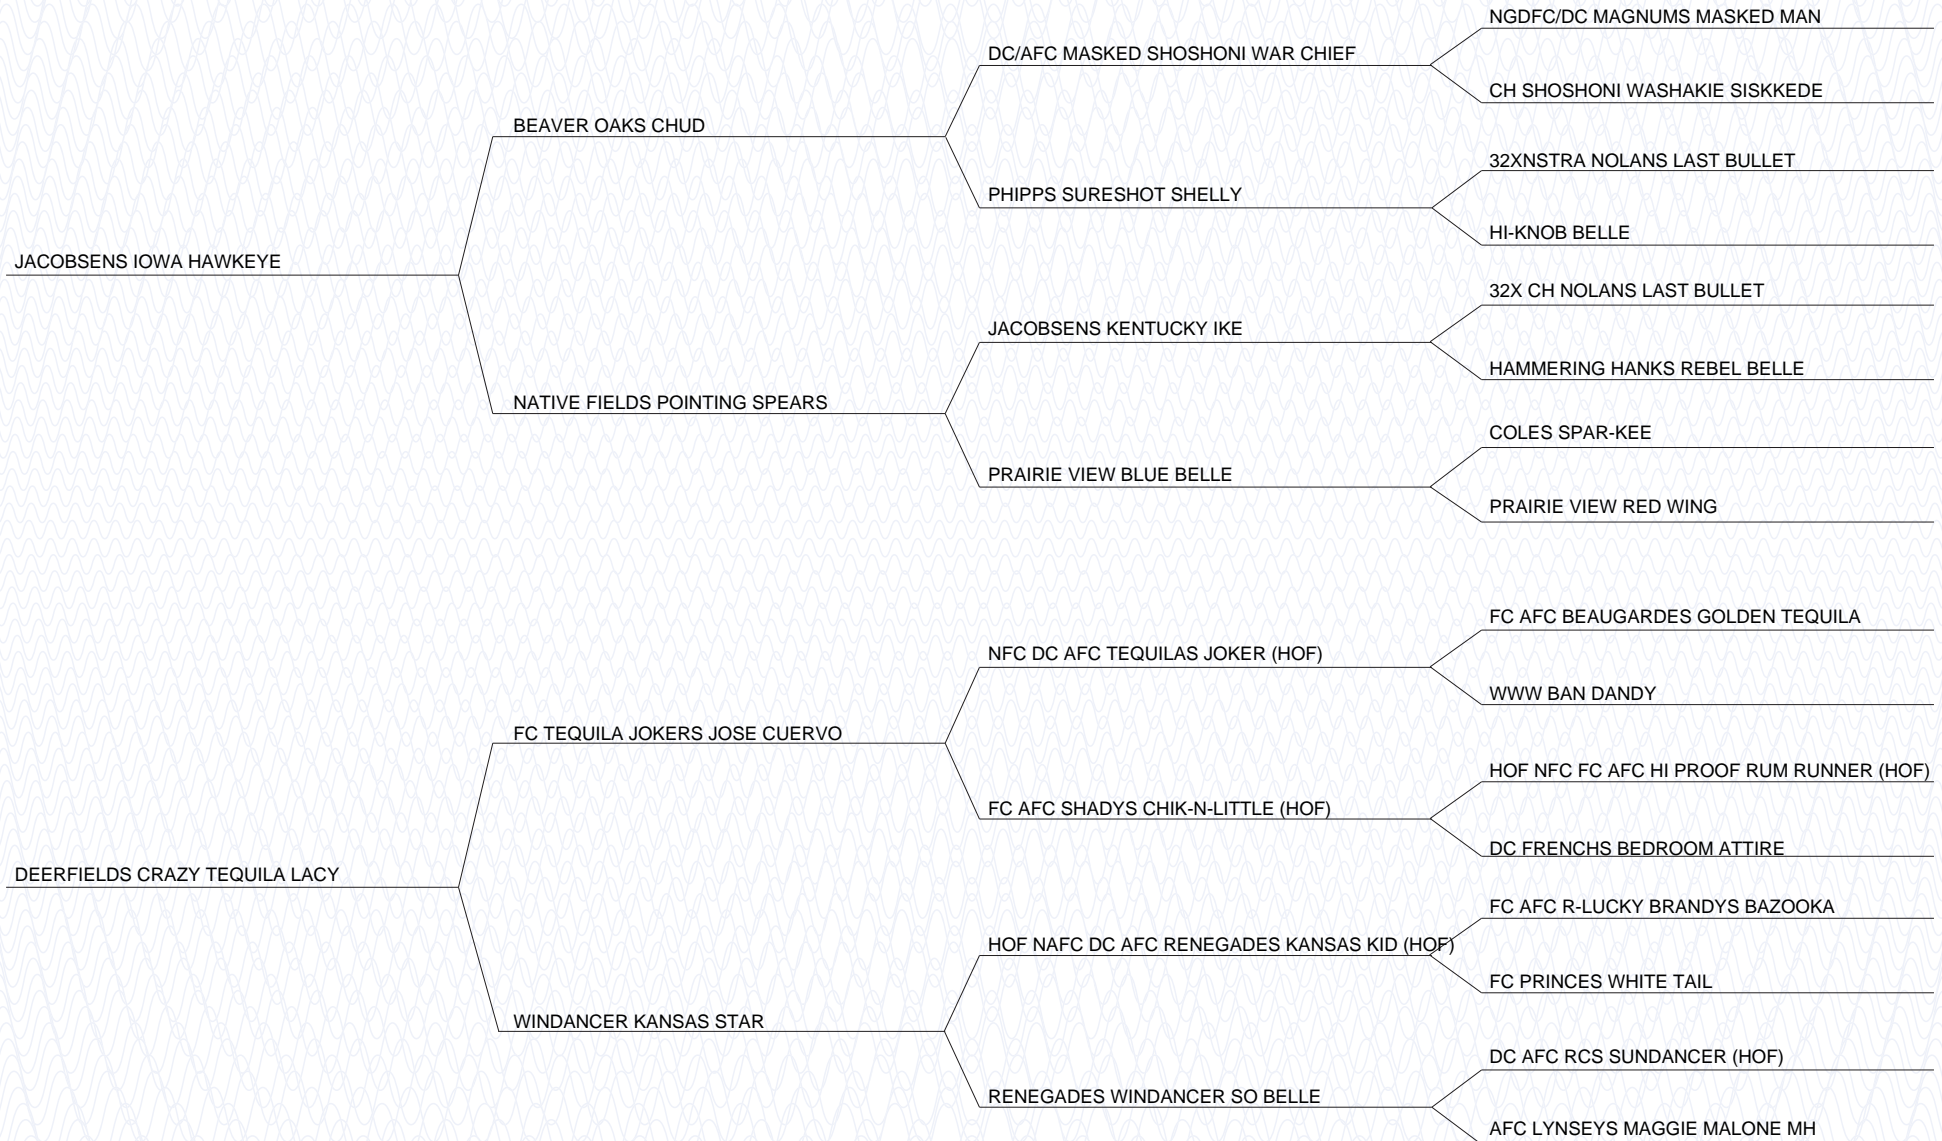 NGDFC/DC MAGNUMS MASKED MAN
DC/AFC MASKED SHOSHONI WAR CHIEF
CH SHOSHONI WASHAKIE SISKKEDE
BEAVER OAKS CHUD
32XNSTRA NOLANS LAST BULLET
PHIPPS SURESHOT SHELLY
HI-KNOB BELLE
JACOBSENS IOWA HAWKEYE
32X CH NOLANS LAST BULLET
JACOBSENS KENTUCKY IKE
HAMMERING HANKS REBEL BELLE
NATIVE FIELDS POINTING SPEARS
COLES SPAR-KEE
PRAIRIE VIEW BLUE BELLE
PRAIRIE VIEW RED WING
FC AFC BEAUGARDES GOLDEN TEQUILA
NFC DC AFC TEQUILAS JOKER (HOF)
WWW BAN DANDY
FC TEQUILA JOKERS JOSE CUERVO
HOF NFC FC AFC HI PROOF RUM RUNNER (HOF)
FC AFC SHADYS CHIK-N-LITTLE (HOF)
DC FRENCHS BEDROOM ATTIRE
DEERFIELDS CRAZY TEQUILA LACY
FC AFC R-LUCKY BRANDYS BAZOOKA
HOF NAFC DC AFC RENEGADES KANSAS KID (HOF)
FC PRINCES WHITE TAIL
WINDANCER KANSAS STAR
DC AFC RCS SUNDANCER (HOF)
RENEGADES WINDANCER SO BELLE
AFC LYNSEYS MAGGIE MALONE MH